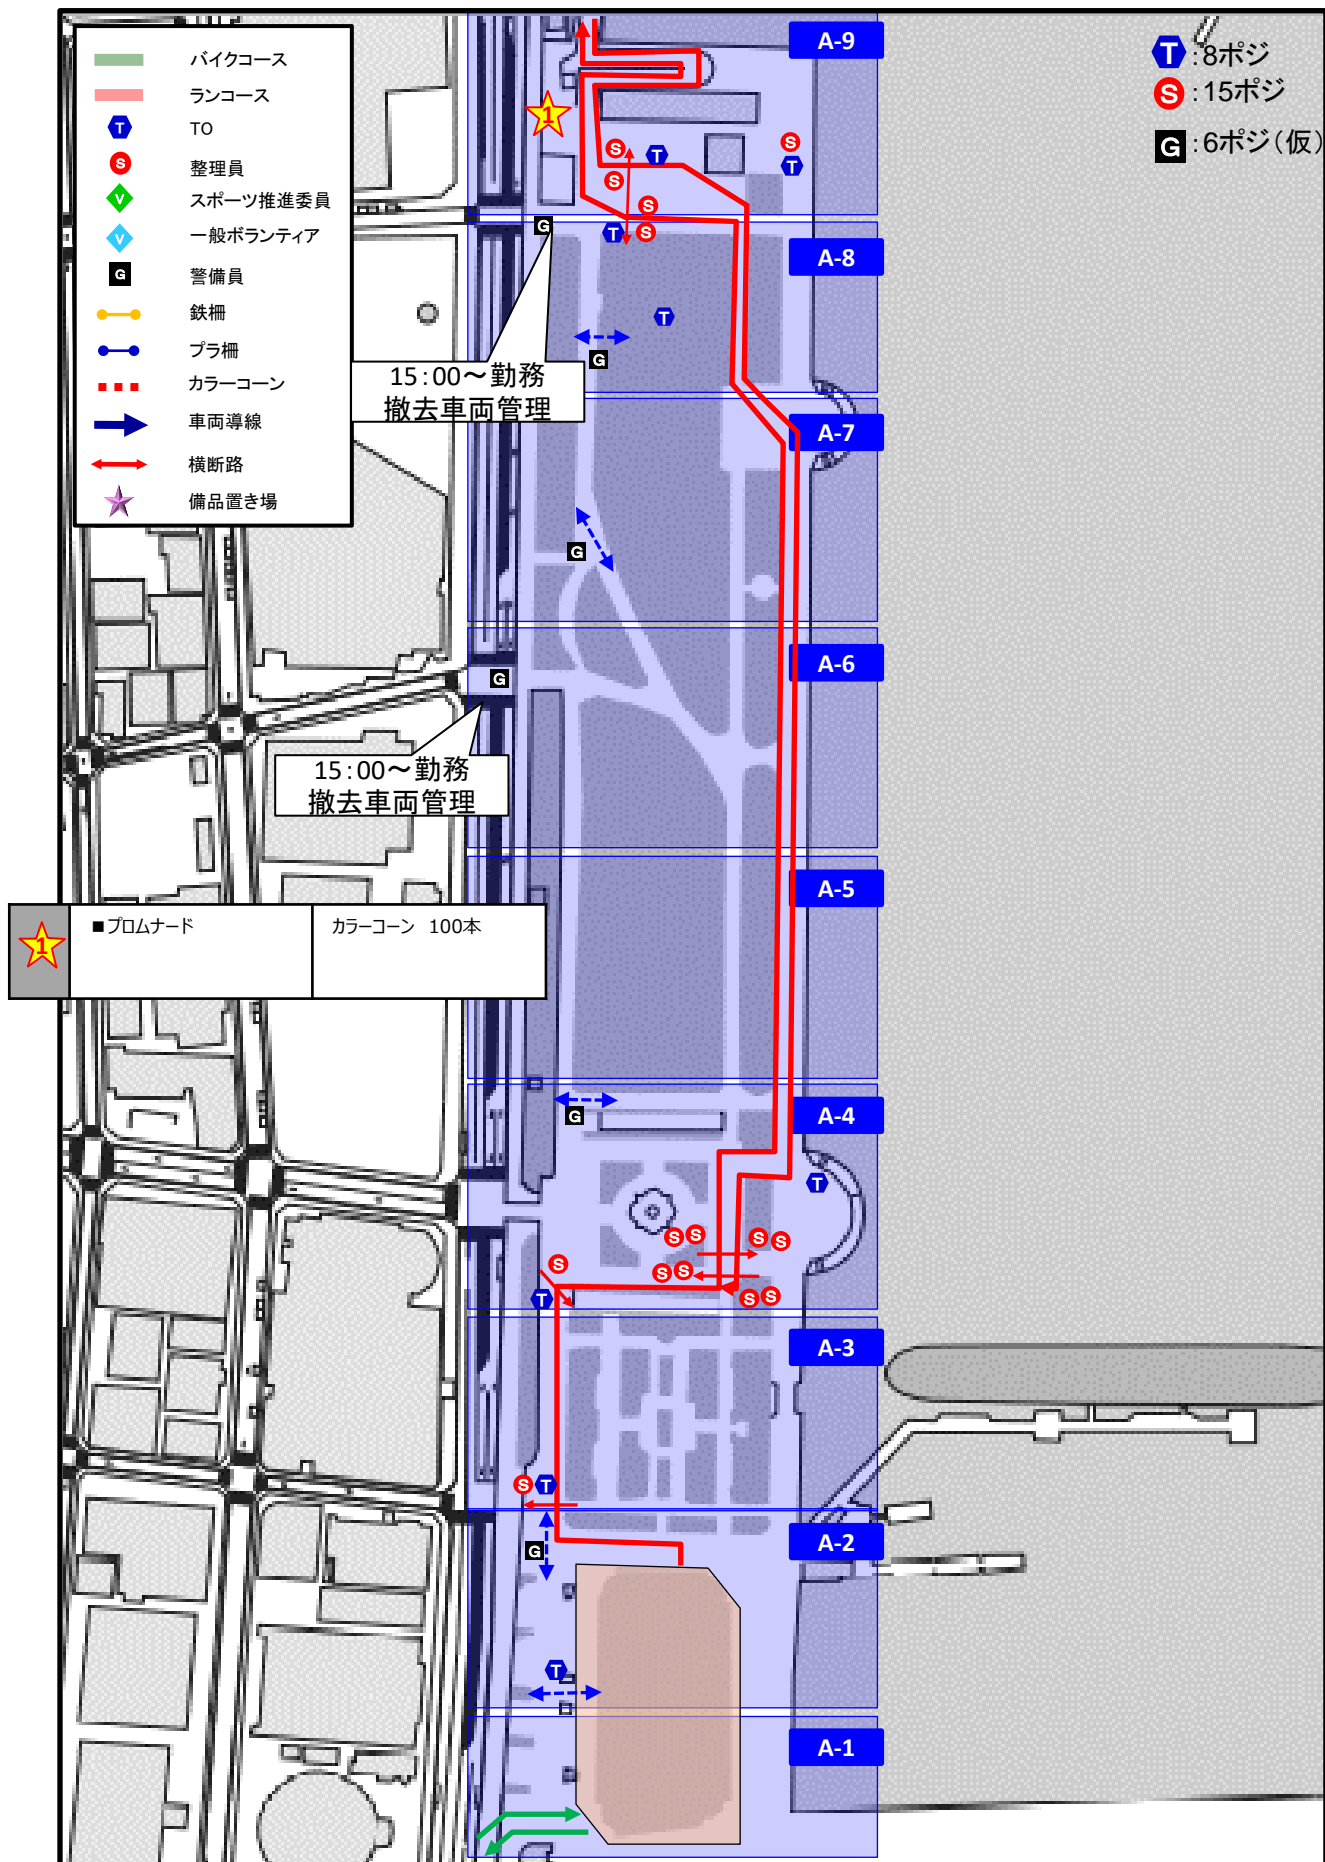 バイクコース
ランコース
T TO
S 整理員
V スポーツ推進委員
V 一般ボランティア
G 警備員
鉄柵
プラ柵
カラーコーン
車両導線
横断路
備品置き場
T :8ポジ
S :15ポジ
G :6ポジ(仮)
A-9
1
S
S
T
S
T
S
S
G
T
S
A-8
T
G
15:00～勤務
撤去車両管理
A-7
G
A-6
G
15:00～勤務
撤去車両管理
A-5
1 ■プロムナード カラーコーン 100本
A-4
G
T
S S
S S
S
S S
T
S S
A-3
S T
A-2
G
T
A-1